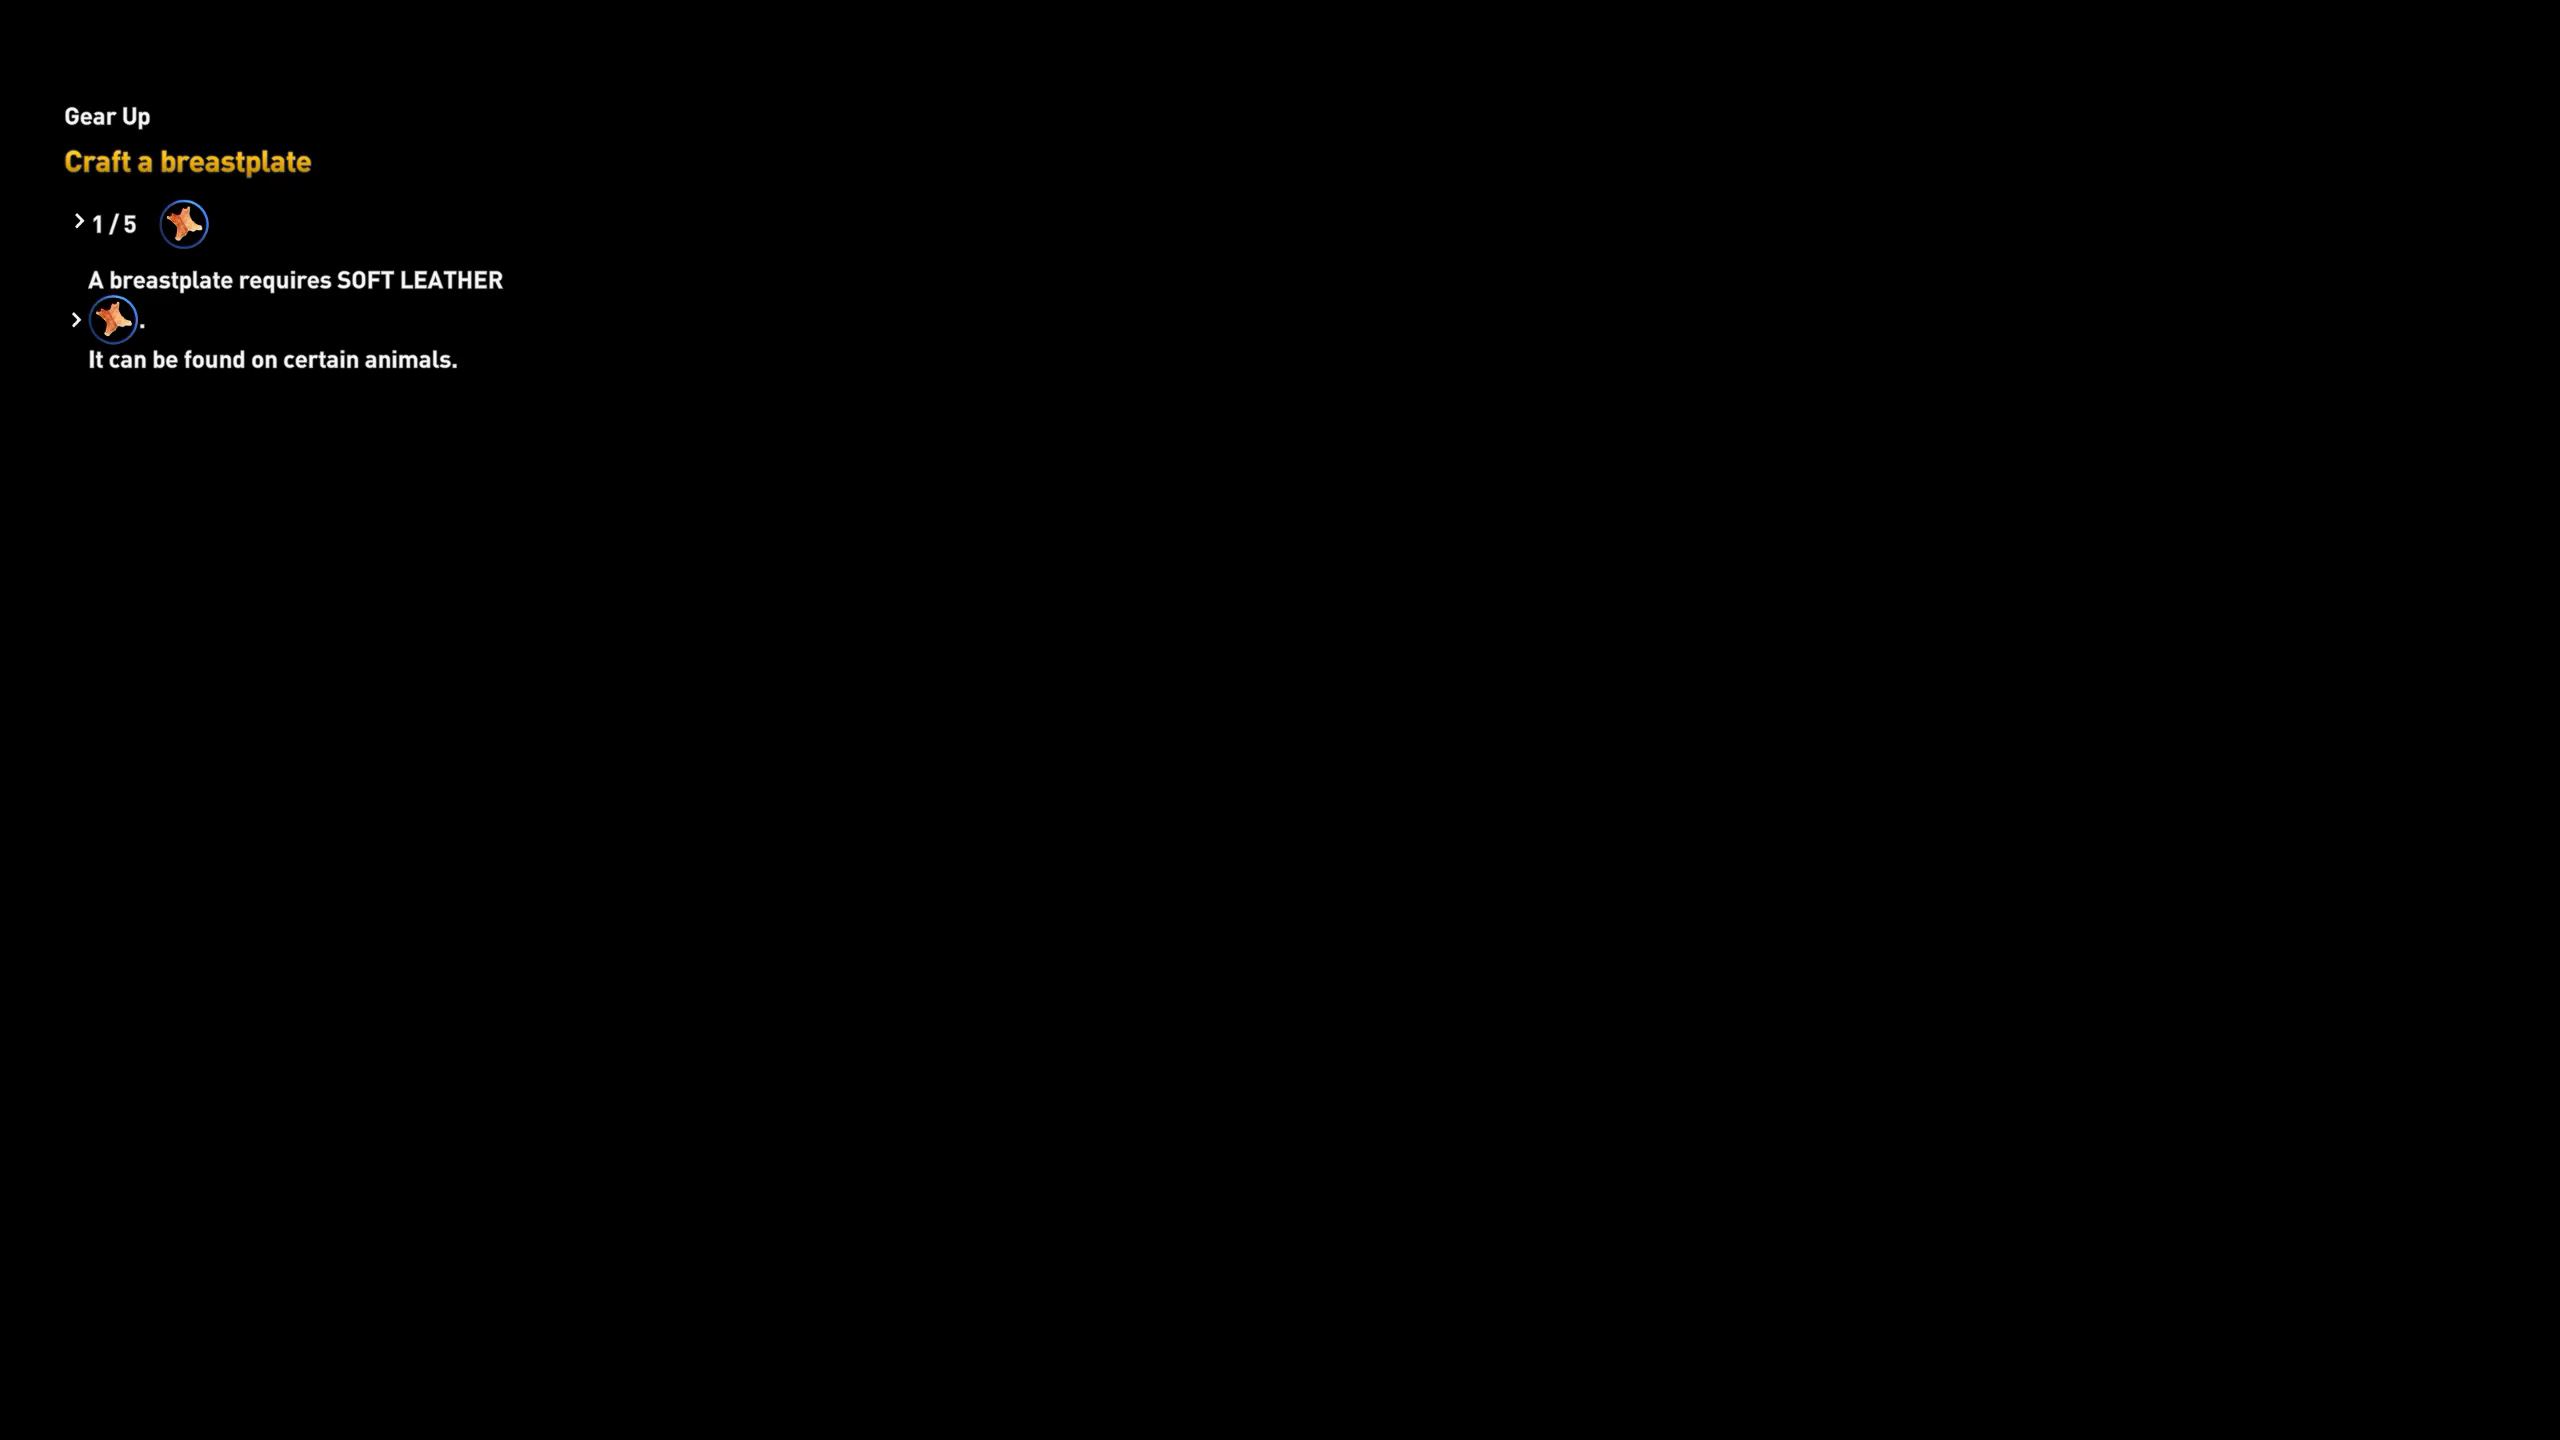 Gear Up
Craft a breastplate
> 1 / 5
A breastplate requires SOFT LEATHER
> .
It can be found on certain animals.